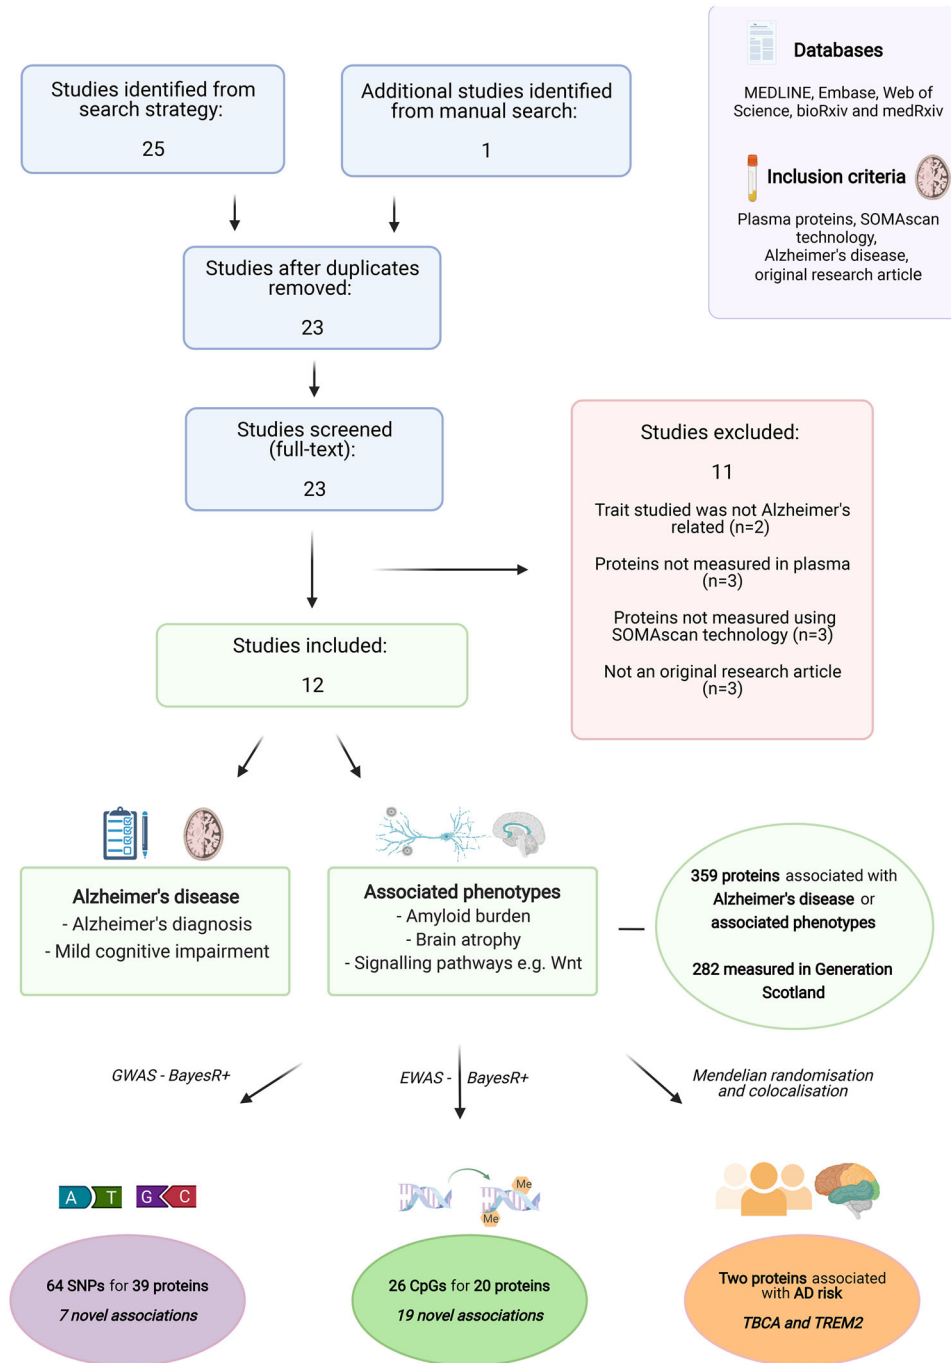 Studies identified from
search strategy:
25
Additional studies identified
from manual search:
1
Databases
MEDLINE, Embase, Web of
Science, bioRxiv and medRxiv
Inclusion criteria
Plasma proteins, SOMAscan
technology,
Alzheimer's disease,
original research article
Studies after duplicates
removed:
23
Studies screened
(full-text):
23
Studies excluded:
11
Trait studied was not Alzheimer's
related (n=2)
Proteins not measured in plasma
(n=3)
Proteins not measured using
SOMAscan technology (n=3)
Not an original research article
(n=3)
Studies included:
12
Alzheimer's disease
- Alzheimer's diagnosis
- Mild cognitive impairment
Associated phenotypes
- Amyloid burden
- Brain atrophy
- Signalling pathways e.g. Wnt
359 proteins associated with
Alzheimer's disease or
associated phenotypes
282 measured in Generation
Scotland
GWAS - BayesR+
EWAS - BayesR+
Mendelian randomisation
and colocalisation
A T G C
Me
Me
64 SNPs for 39 proteins
7 novel associations
26 CpGs for 20 proteins
19 novel associations
Two proteins associated
with AD risk
TBCA and TREM2